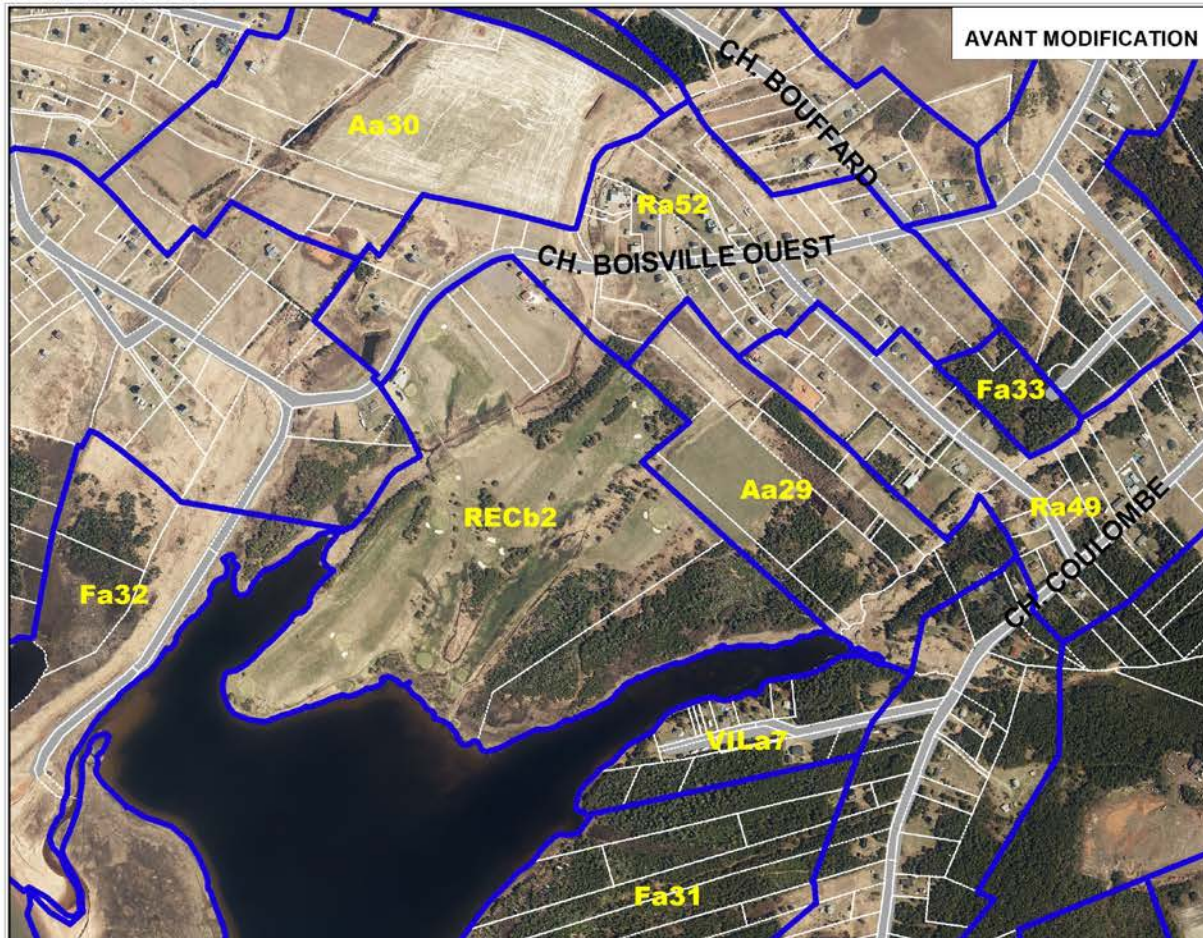 AVANT MODIFICATION
CH. BOUFFARD
Aa30
Ra52
CH. BOISVILLE OUEST
Fa33
Aa29
RECb2
Ra49
CH. COULOMBE
Fa32
VILa7
Fa31